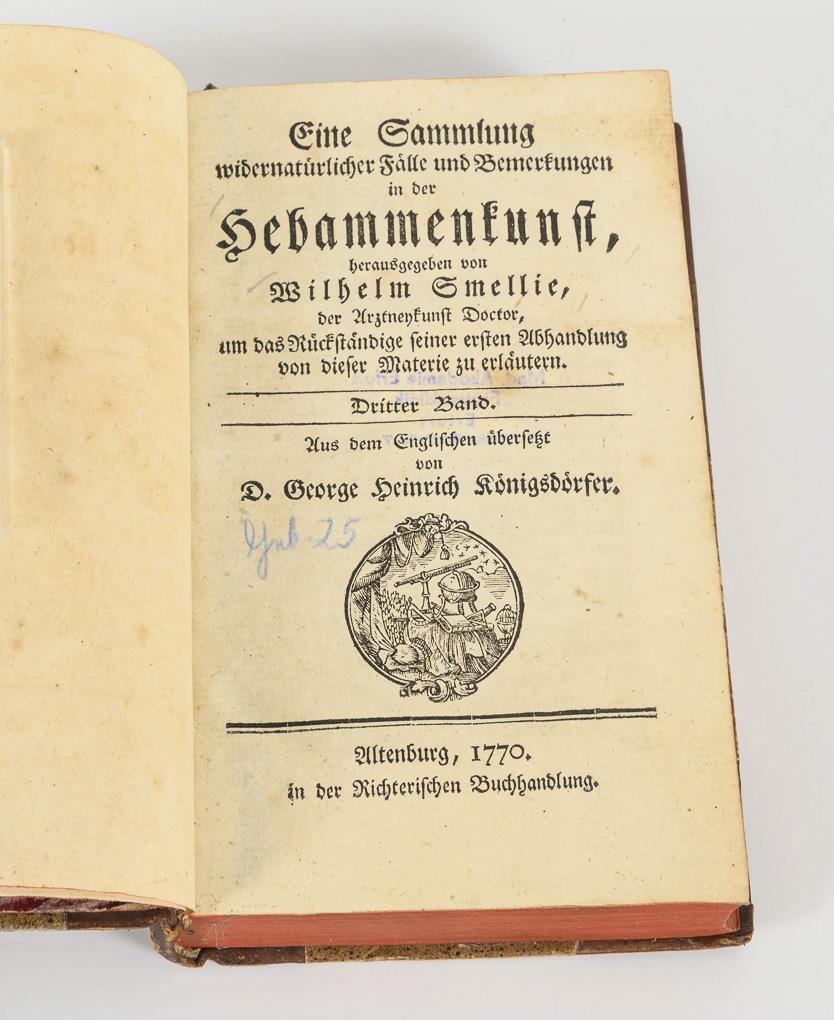 Eine Sammlung
widernatürlicher Fälle und Bemerkungen
in der
Hebammenkunst,
herausgegeben von
Wilhelm Smellie,
der Arztneykunst Doctor,
um das Rückständige seiner ersten Abhandlung
von dieser Materie zu erläutern.
Dritter Band.
Aus dem Englischen übersetzt
von
D. George Heinrich Königsdörfer.
25
Altenburg, 1770.
in der Richterischen Buchhandlung.